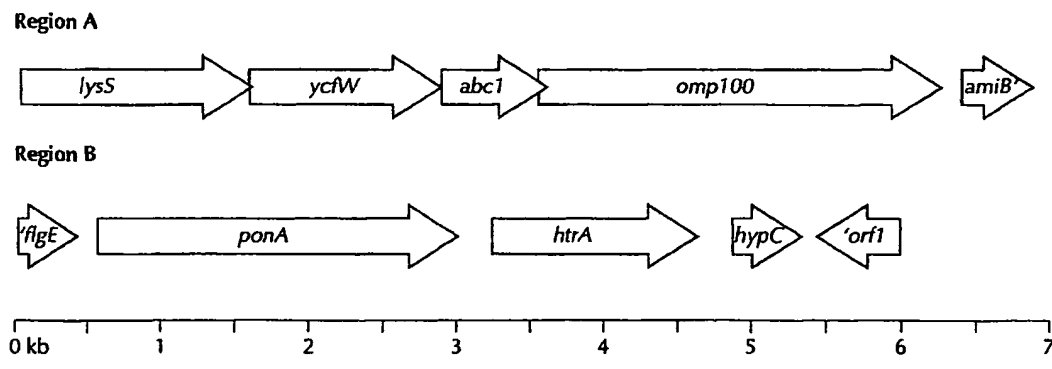 Region A
lysS ycfW abc1 omp100 amiB'
Region B
'flgE ponA htrA hypC 'orf1
0 kb 1 2 3 4 5 6 7